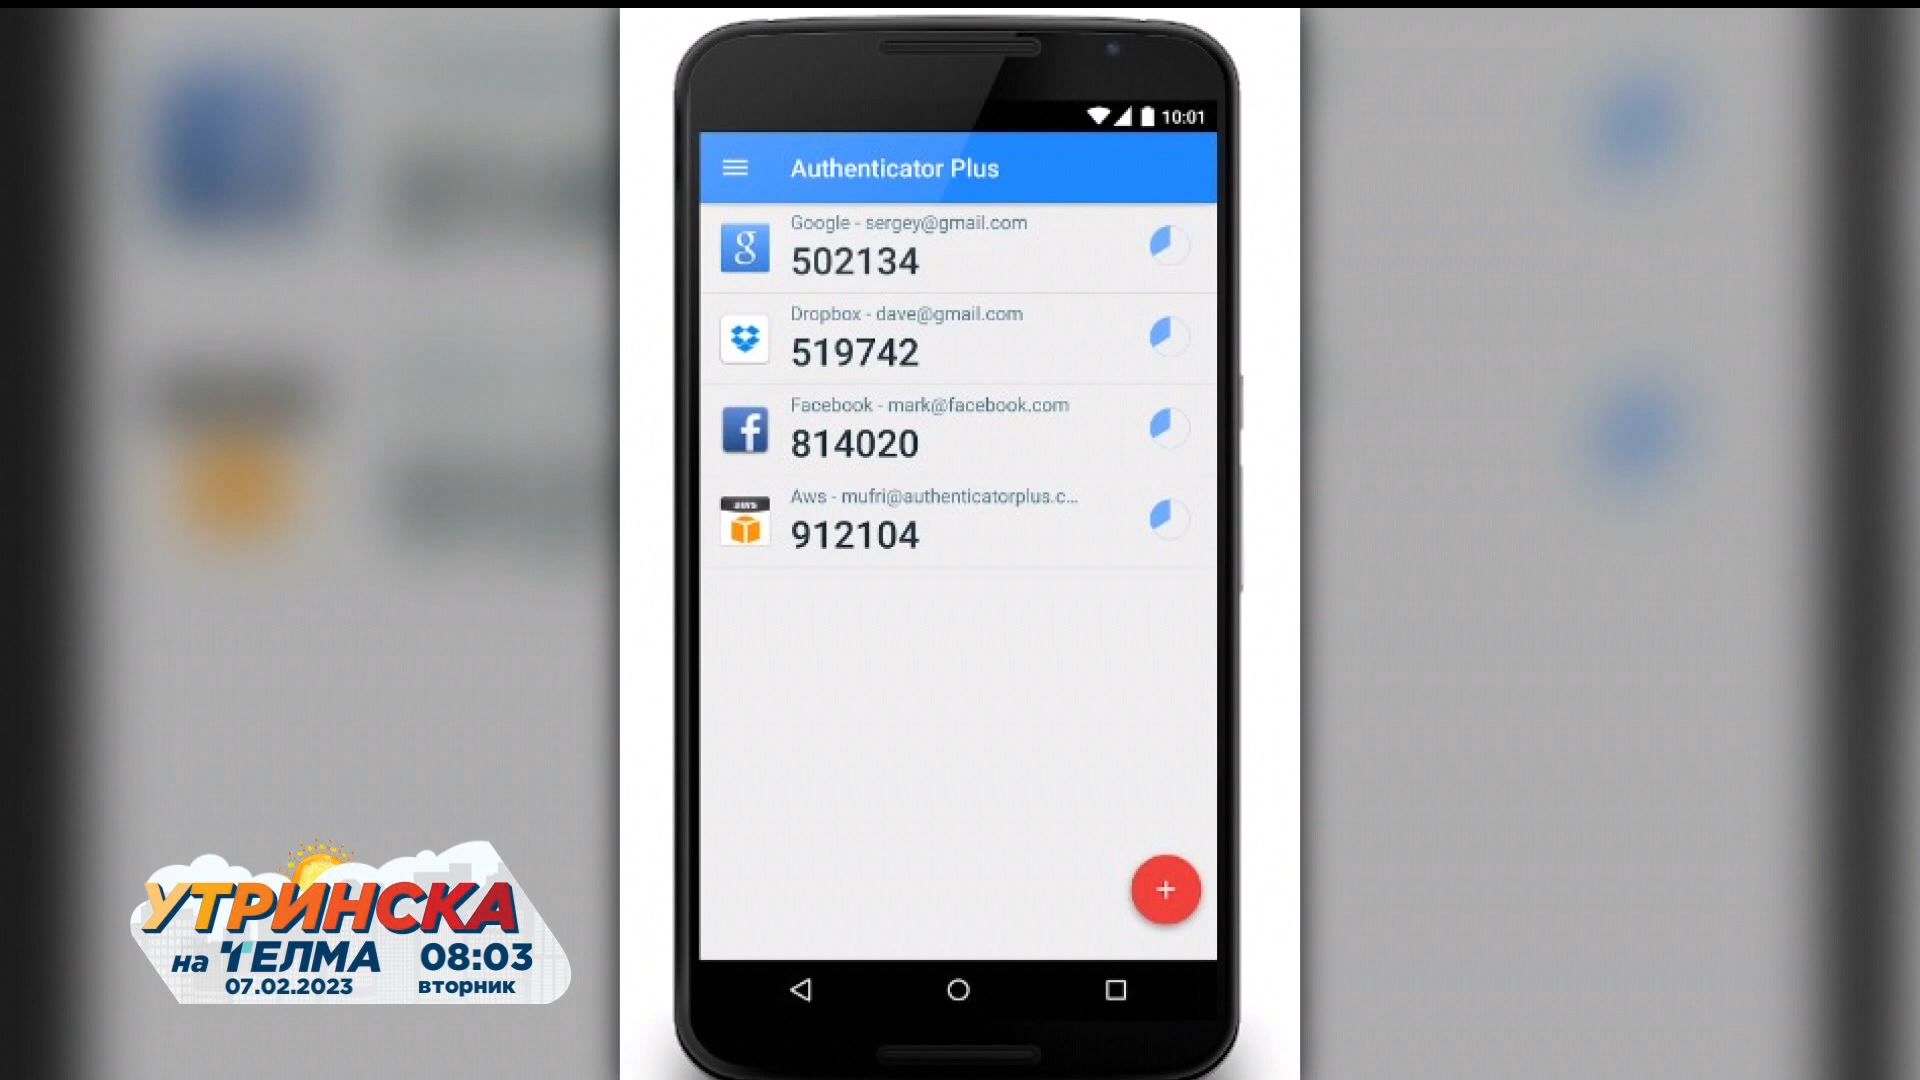 10:01
Authenticator Plus
Google - sergey@gmail.com
g
502134
Dropbox - dave@gmail.com
519742
Facebook - mark@facebook.com
f
814020
Aws - mufri@authenticatorplus.c...
aws
912104
+
УТРИНСКА
на ТЕЛМА 08:03
07.02.2023 вторник